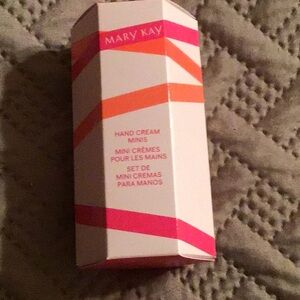 MARY KAY
HAND CREAM
MINIS
MINI CRÈMES
POUR LES MAINS
SET DE
MINI CREMAS
PARA MANOS